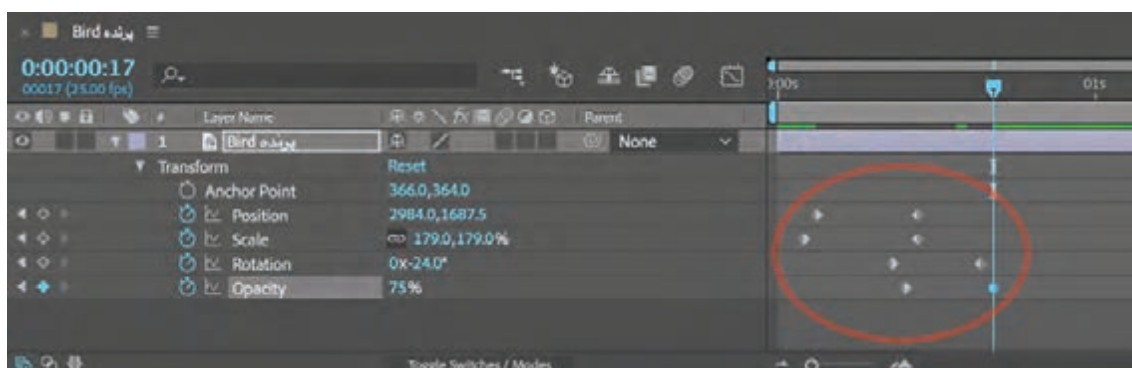 × Bird پرنده ≡
0:00:00:17
00017 (25.00 fps)
:00s 01s
# Layer Name fx Parent
1 Bird پرنده None
Transform Reset
Anchor Point 366.0,364.0
Position 2984.0,1687.5
Scale 179.0,179.0%
Rotation 0x-24.0°
Opacity 75%
Toggle Switches / Modes